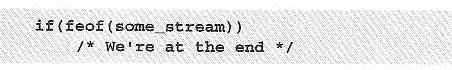 if(feof(some_stream))
/* We're at the end */